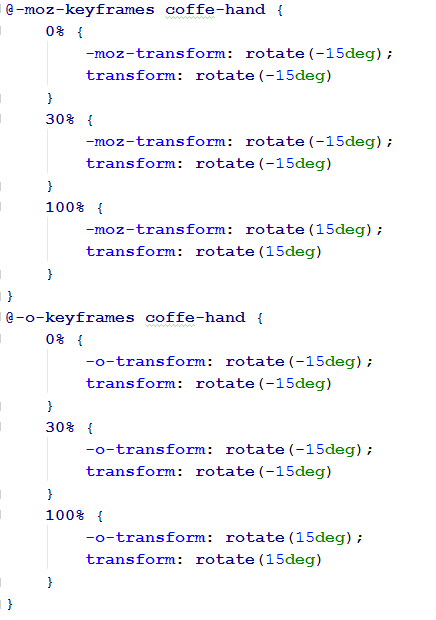 @-moz-keyframes coffe-hand {
    0% {
        -moz-transform: rotate(-15deg);
        transform: rotate(-15deg)
    }
    30% {
        -moz-transform: rotate(-15deg);
        transform: rotate(-15deg)
    }
    100% {
        -moz-transform: rotate(15deg);
        transform: rotate(15deg)
    }
}
@-o-keyframes coffe-hand {
    0% {
        -o-transform: rotate(-15deg);
        transform: rotate(-15deg)
    }
    30% {
        -o-transform: rotate(-15deg);
        transform: rotate(-15deg)
    }
    100% {
        -o-transform: rotate(15deg);
        transform: rotate(15deg)
    }
}